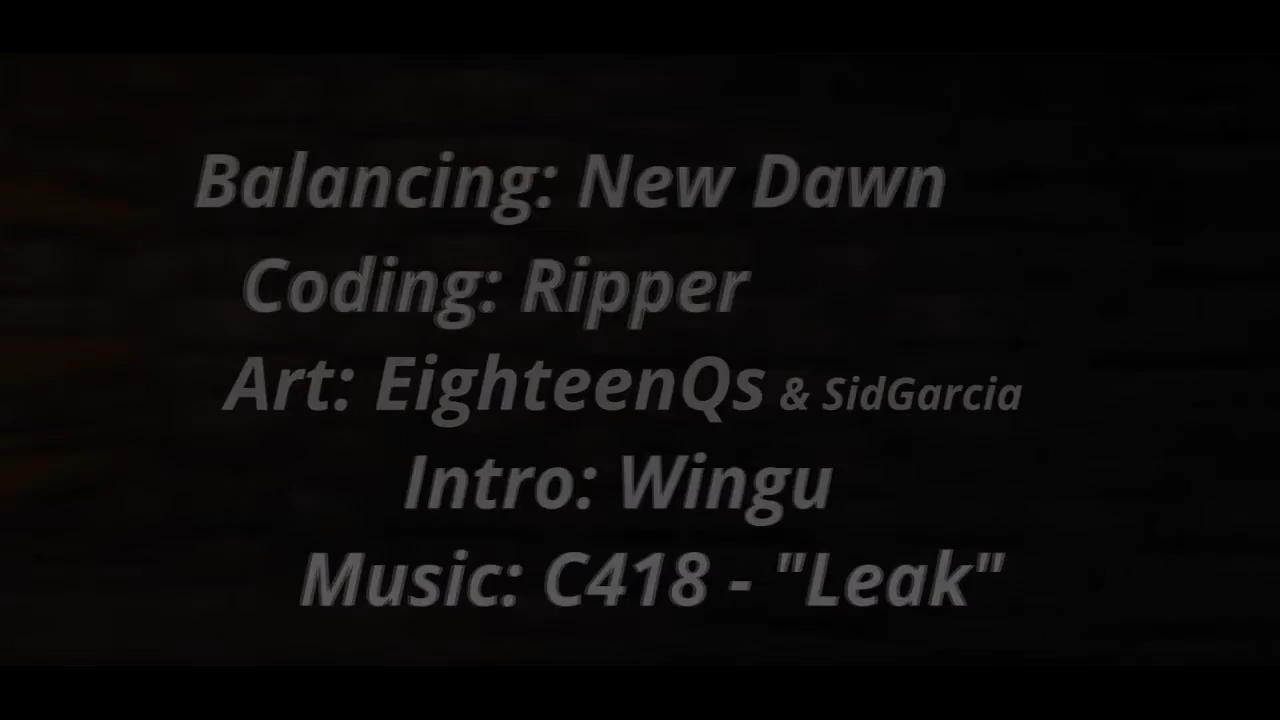 Balancing: New Dawn
Coding: Ripper
Art: EighteenQs & SidGarcia
Intro: Wingu
Music: C418 - "Leak"